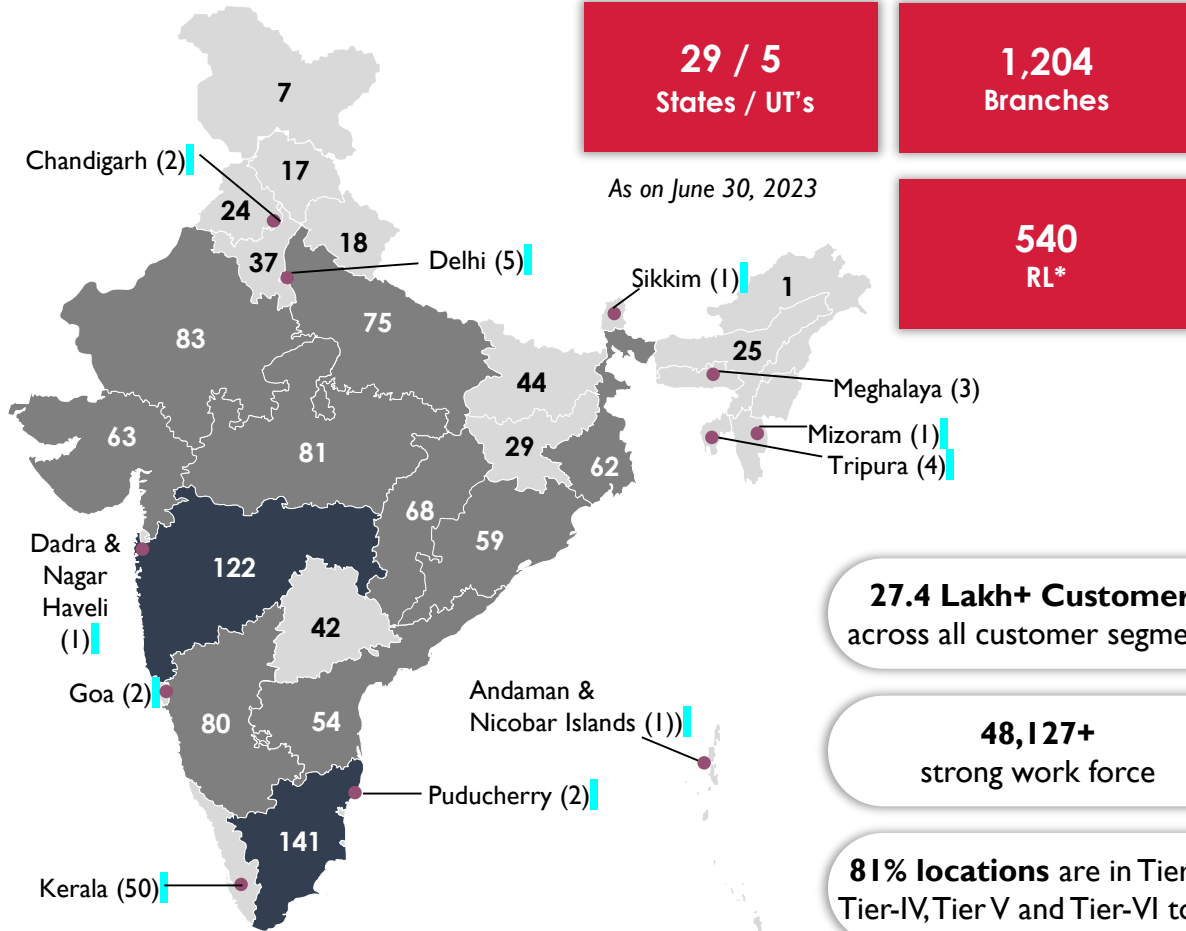 29 / 5
States / UT's
1,204
Branches
As on June 30, 2023
540
RL*
7
Chandigarh (2)
17
24
18
37
Delhi (5)
Sikkim (1)
1
75
83
25
44
Meghalaya (3)
63
Mizoram (1)
29
81
Tripura (4)
62
68
59
Dadra &
Nagar
Haveli
(1)
122
42
27.4 Lakh+ Customer
across all customer segme
Goa (2)
80
54
Andaman &
Nicobar Islands (1))
48,127+
strong work force
Puducherry (2)
141
Kerala (50)
81% locations are in Tier
Tier-IV, Tier V and Tier-VI to